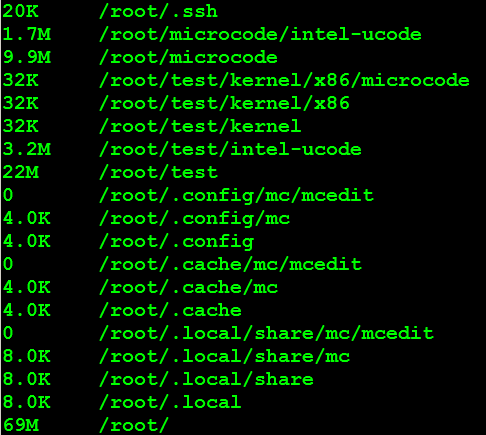 20K /root/.ssh
1.7M /root/microcode/intel-ucode
9.9M /root/microcode
32K /root/test/kernel/x86/microcode
32K /root/test/kernel/x86
32K /root/test/kernel
3.2M /root/test/intel-ucode
22M /root/test
0 /root/.config/mc/mcedit
4.0K /root/.config/mc
4.0K /root/.config
0 /root/.cache/mc/mcedit
4.0K /root/.cache/mc
4.0K /root/.cache
0 /root/.local/share/mc/mcedit
8.0K /root/.local/share/mc
8.0K /root/.local/share
8.0K /root/.local
69M /root/